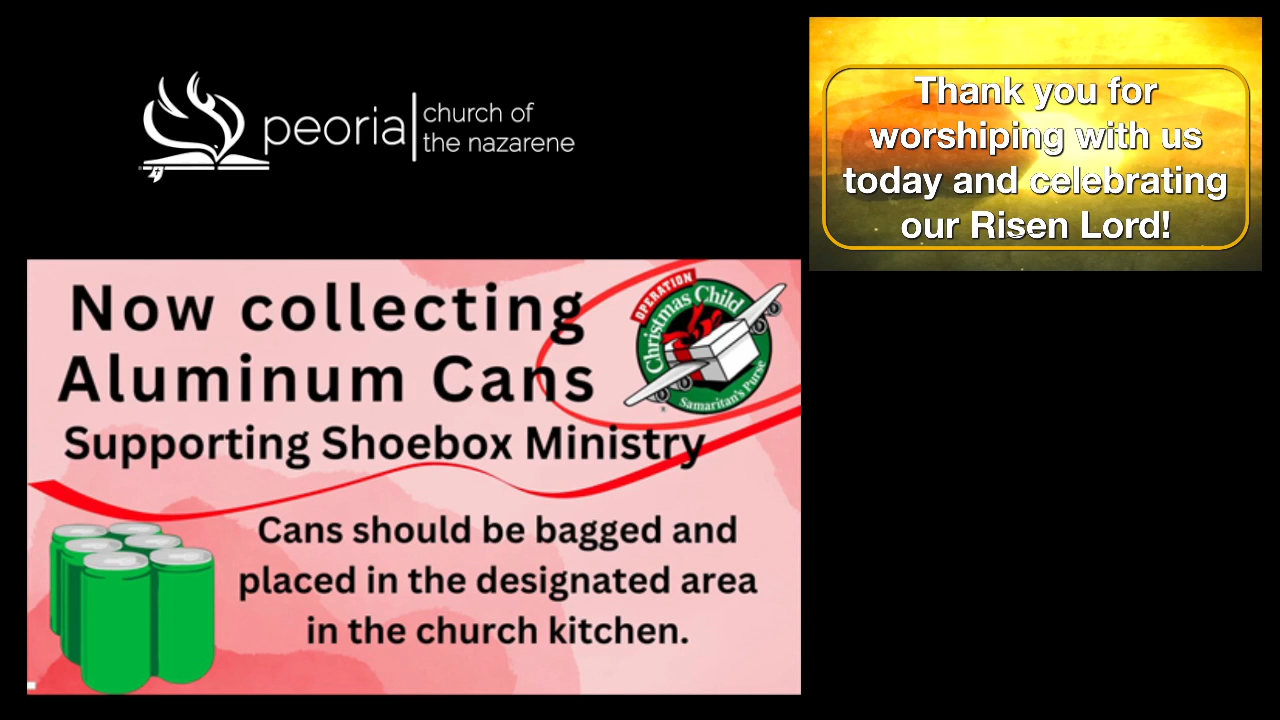 peoria
church of
the nazarene
Thank you for
worshiping with us
today and celebrating
our Risen Lord!
Now collecting
Aluminum Cans
Supporting Shoebox Ministry
OPERATION
Christmas Child
Samaritan's Purse
Cans should be bagged and
placed in the designated area
in the church kitchen.